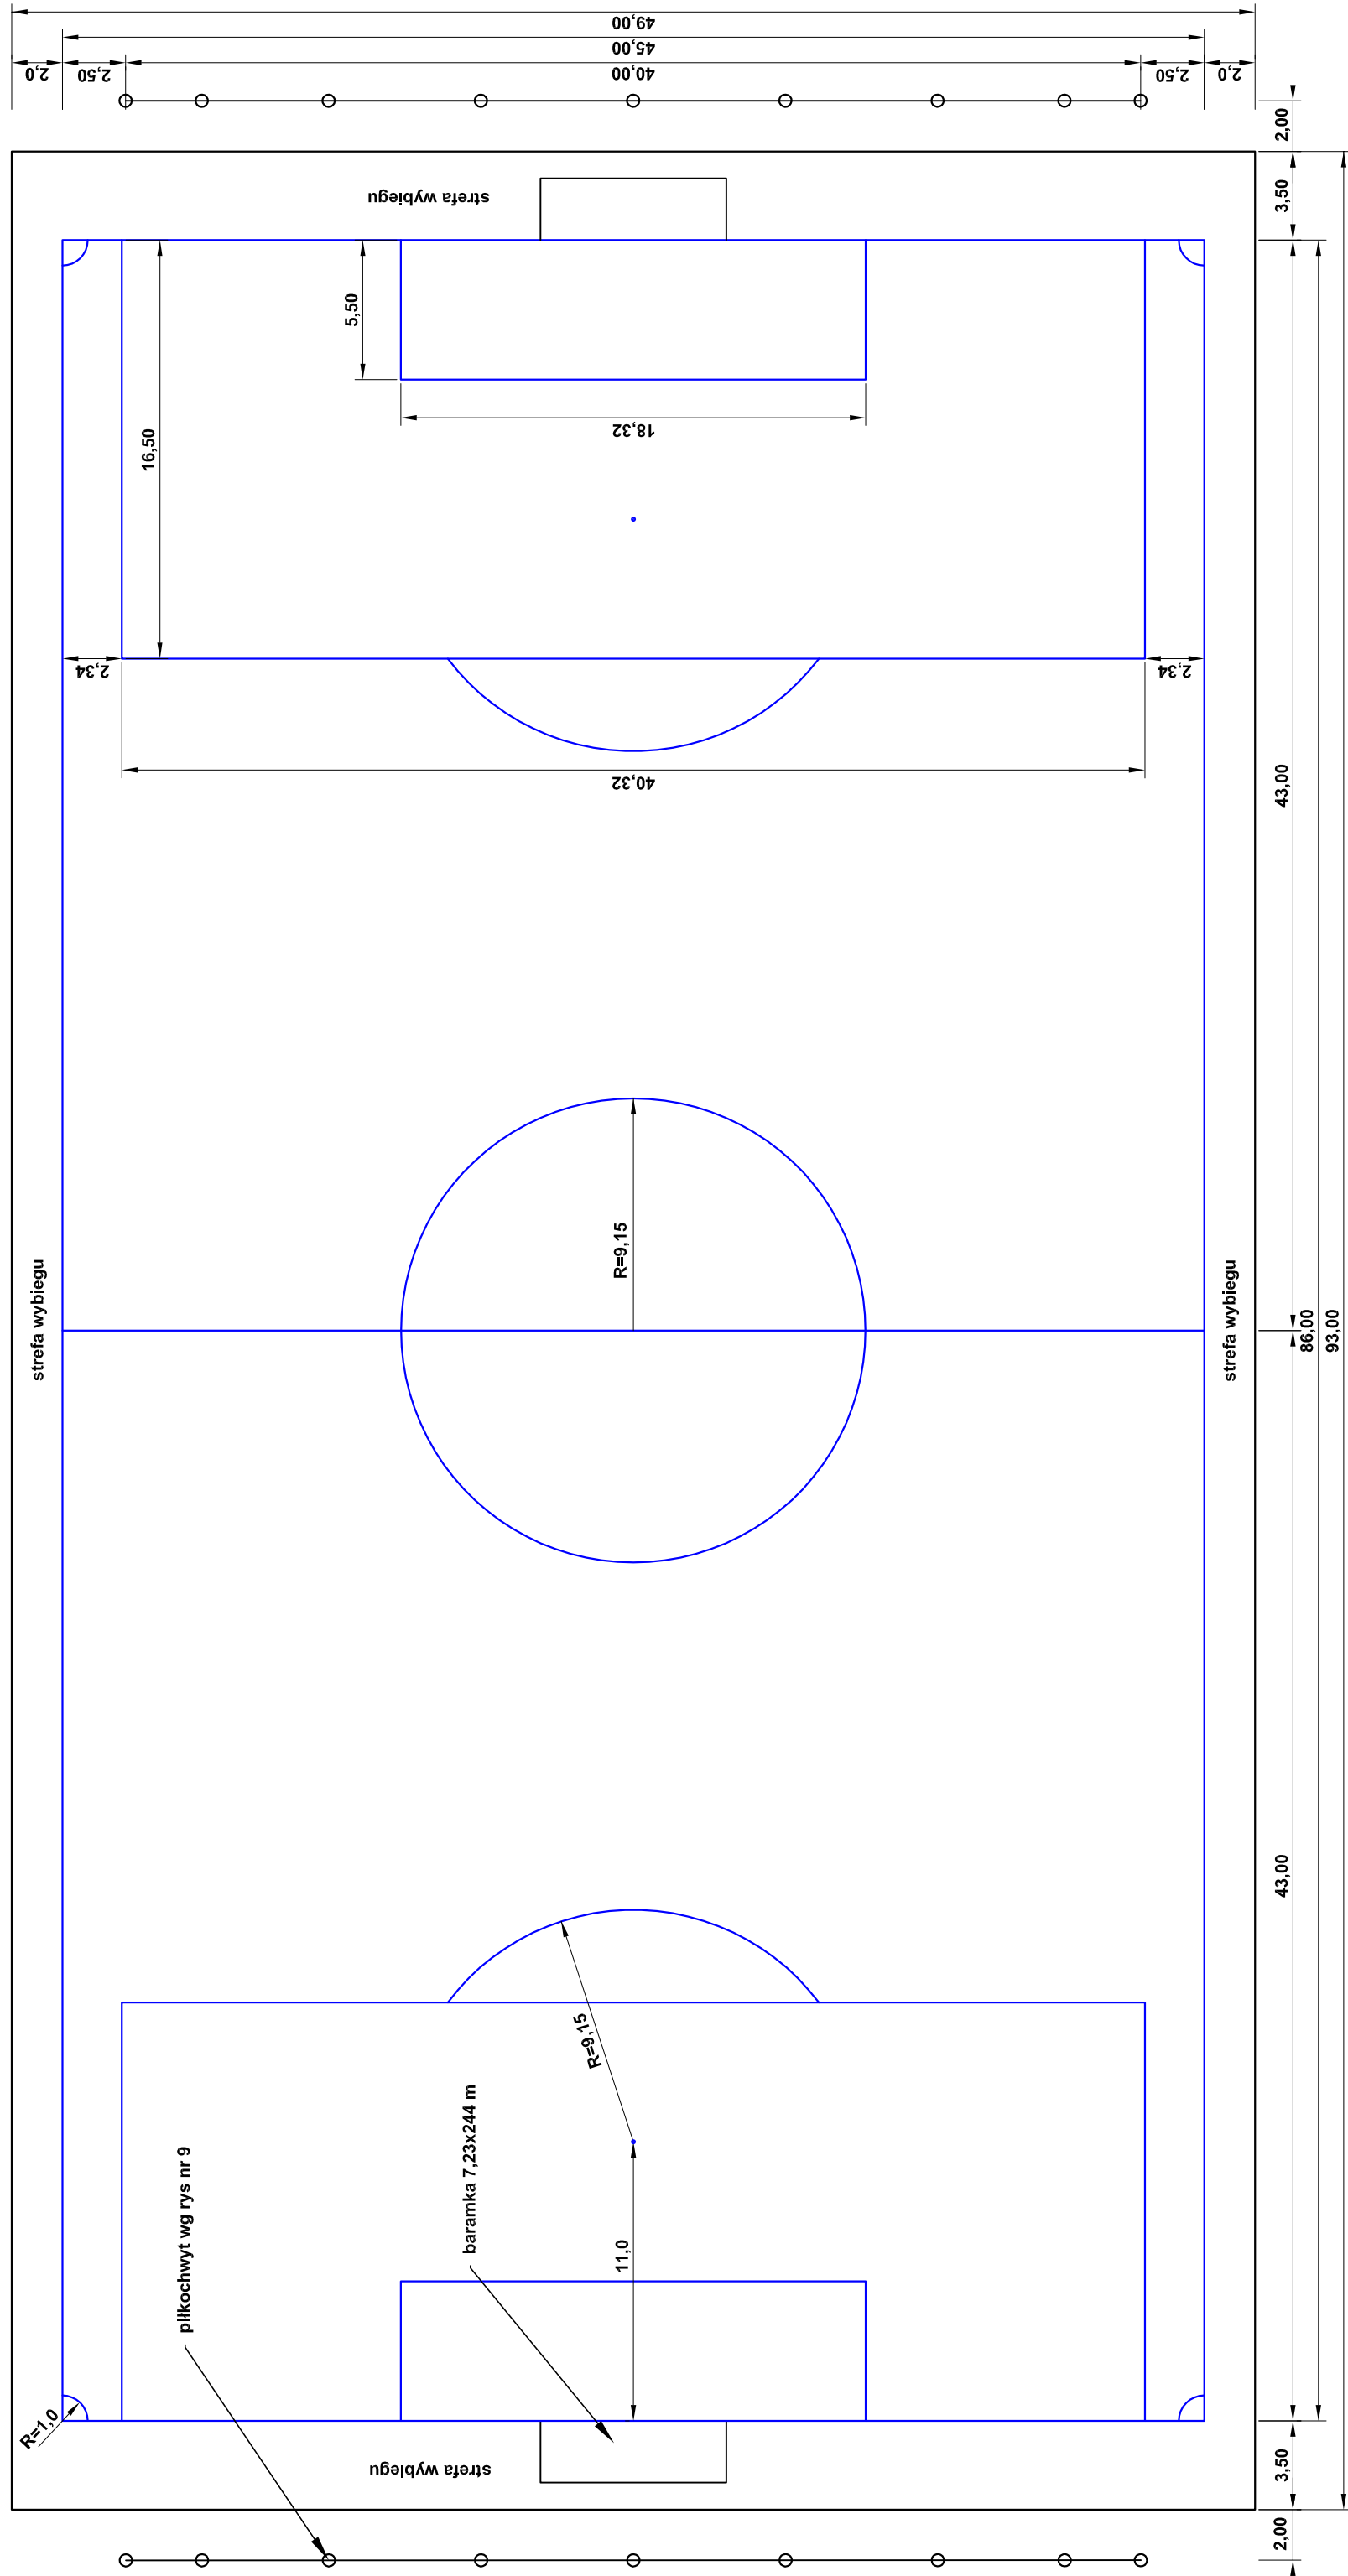 49,00
45,00
40,00
2,0
2,50
2,50
2,0
2,00
3,50
strefa wybiegu
5,50
16,50
18,32
2,34
2,34
40,32
43,00
R=9,15
strefa wybiegu
strefa wybiegu
86,00
93,00
43,00
R=9,15
piłkochwyt wg rys nr 9
baramka 7,23x244 m
11,0
R=1,0
strefa wybiegu
3,50
2,00